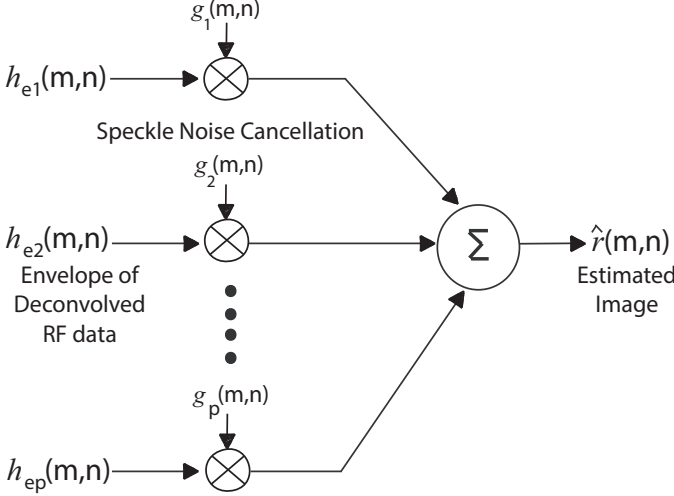 g₁(m,n)
hₑ₁(m,n)
Speckle Noise Cancellation
g₂(m,n)
hₑ₂(m,n)
Σ
r̂(m,n)
Envelope of
Deconvolved
RF data
Estimated
Image
gₚ(m,n)
hₑₚ(m,n)